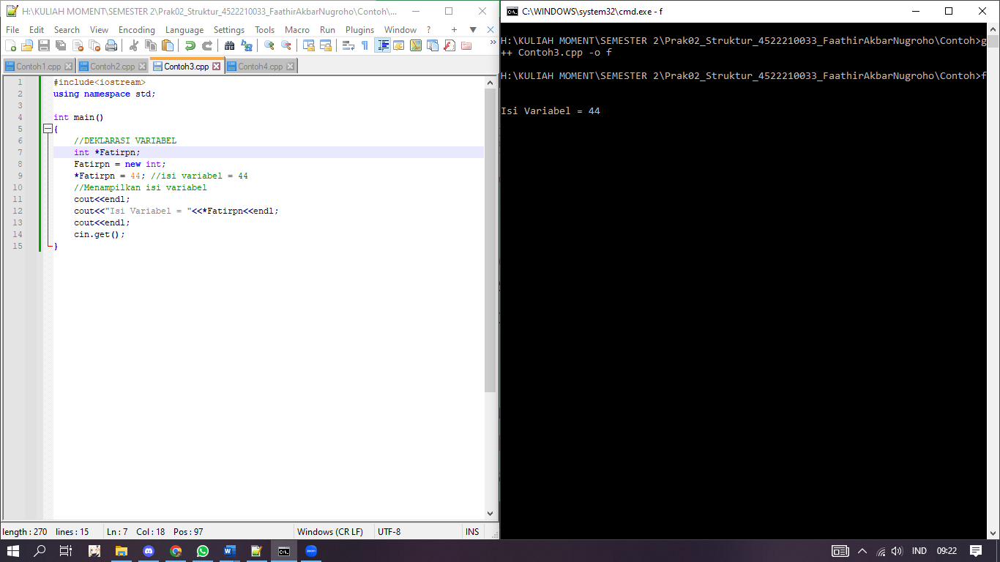 H:\KULIAH MOMENT\SEMESTER 2\Prak02_Struktur_4522210033_FaathirAkbarNugroho\Contoh\...
File Edit Search View Encoding Language Settings Tools Macro Run Plugins Window ? + ▼ X
Contoh1.cpp Contoh2.cpp Contoh3.cpp Contoh4.cpp
1 #include<iostream>
2 using namespace std;
3
4 int main()
5 {
6 //DEKLARASI VARIABEL
7 int *Fatirpn;
8 Fatirpn = new int;
9 *Fatirpn = 44; //isi variabel = 44
10 //Menampilkan isi variabel
11 cout<<endl;
12 cout<<"Isi Variabel = "<<*Fatirpn<<endl;
13 cout<<endl;
14 cin.get();
15 }
length : 270 lines : 15 Ln : 7 Col : 18 Pos : 97 Windows (CR LF) UTF-8 INS
C:\WINDOWS\system32\cmd.exe - f
H:\KULIAH MOMENT\SEMESTER 2\Prak02_Struktur_4522210033_FaathirAkbarNugroho\Contoh>g
++ Contoh3.cpp -o f
H:\KULIAH MOMENT\SEMESTER 2\Prak02_Struktur_4522210033_FaathirAkbarNugroho\Contoh>f
Isi Variabel = 44
IND 09:22